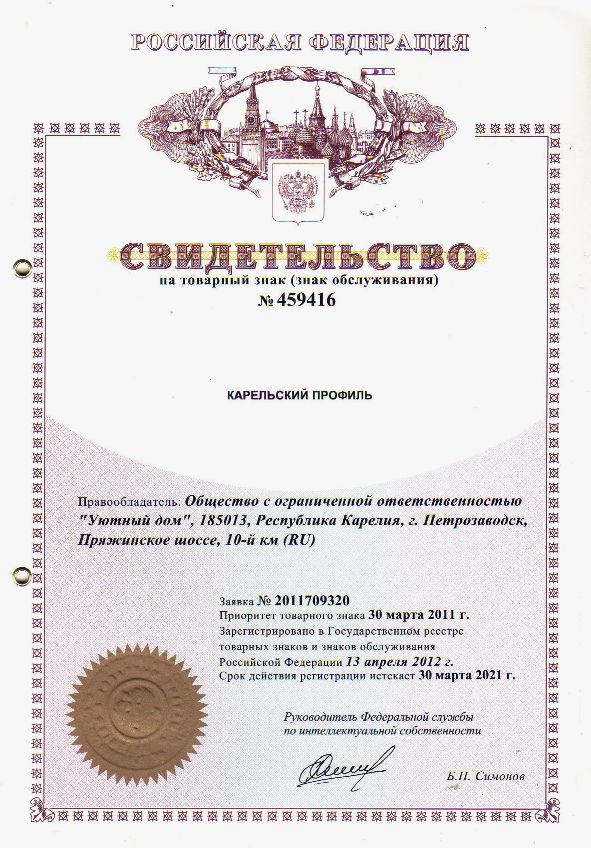 РОССИЙСКАЯ ФЕДЕРАЦИЯ
СВИДЕТЕЛЬСТВО
на товарный знак (знак обслуживания)
№ 459416
КАРЕЛЬСКИЙ ПРОФИЛЬ
Правообладатель: Общество с ограниченной ответственностью
"Уютный дом", 185013, Республика Карелия, г. Петрозаводск,
Пряжинское шоссе, 10-й км (RU)
Заявка № 2011709320
Приоритет товарного знака 30 марта 2011 г.
Зарегистрировано в Государственном реестре
товарных знаков и знаков обслуживания
Российской Федерации 13 апреля 2012 г.
Срок действия регистрации истекает 30 марта 2021 г.
Руководитель Федеральной службы
по интеллектуальной собственности
Б.П. Симонов